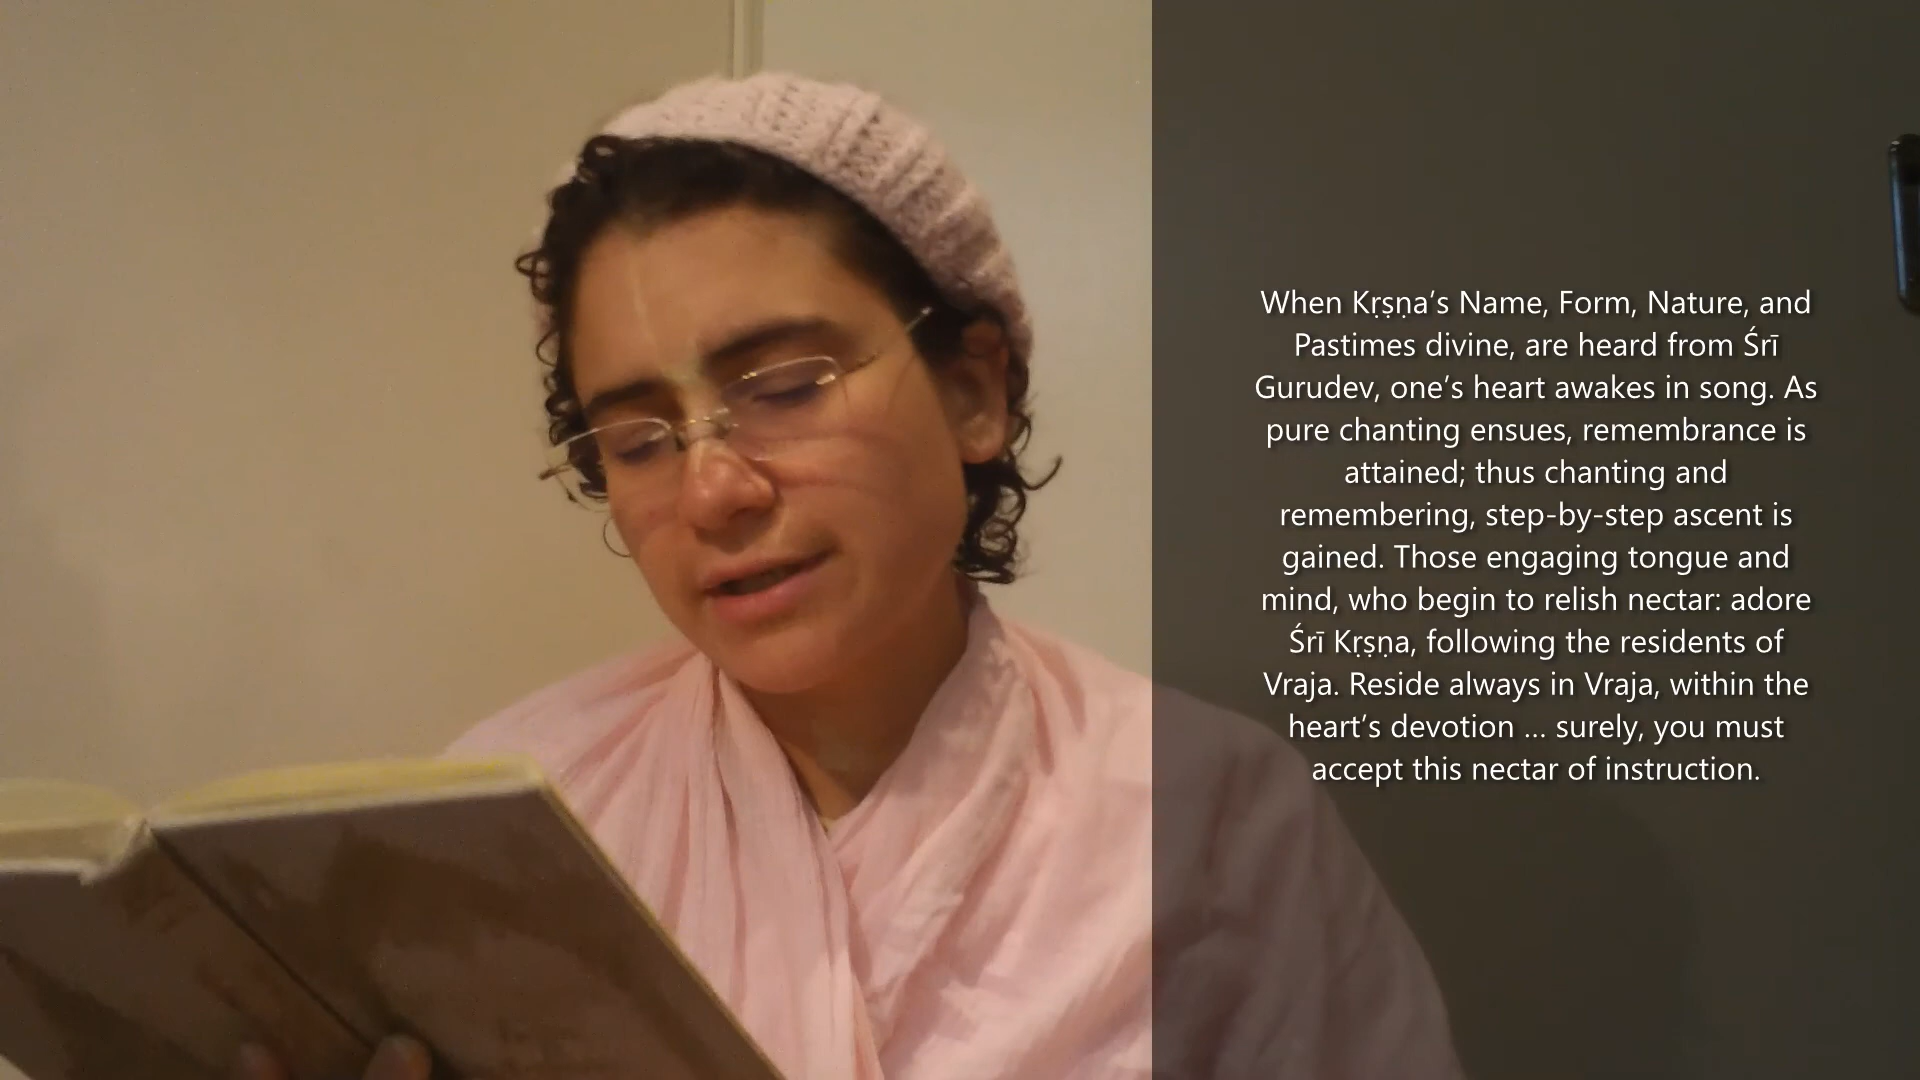 When Kṛṣṇa’s Name, Form, Nature, and
Pastimes divine, are heard from Śrī
Gurudev, one’s heart awakes in song. As
pure chanting ensues, remembrance is
attained; thus chanting and
remembering, step-by-step ascent is
gained. Those engaging tongue and
mind, who begin to relish nectar: adore
Śrī Kṛṣṇa, following the residents of
Vraja. Reside always in Vraja, within the
heart’s devotion … surely, you must
accept this nectar of instruction.